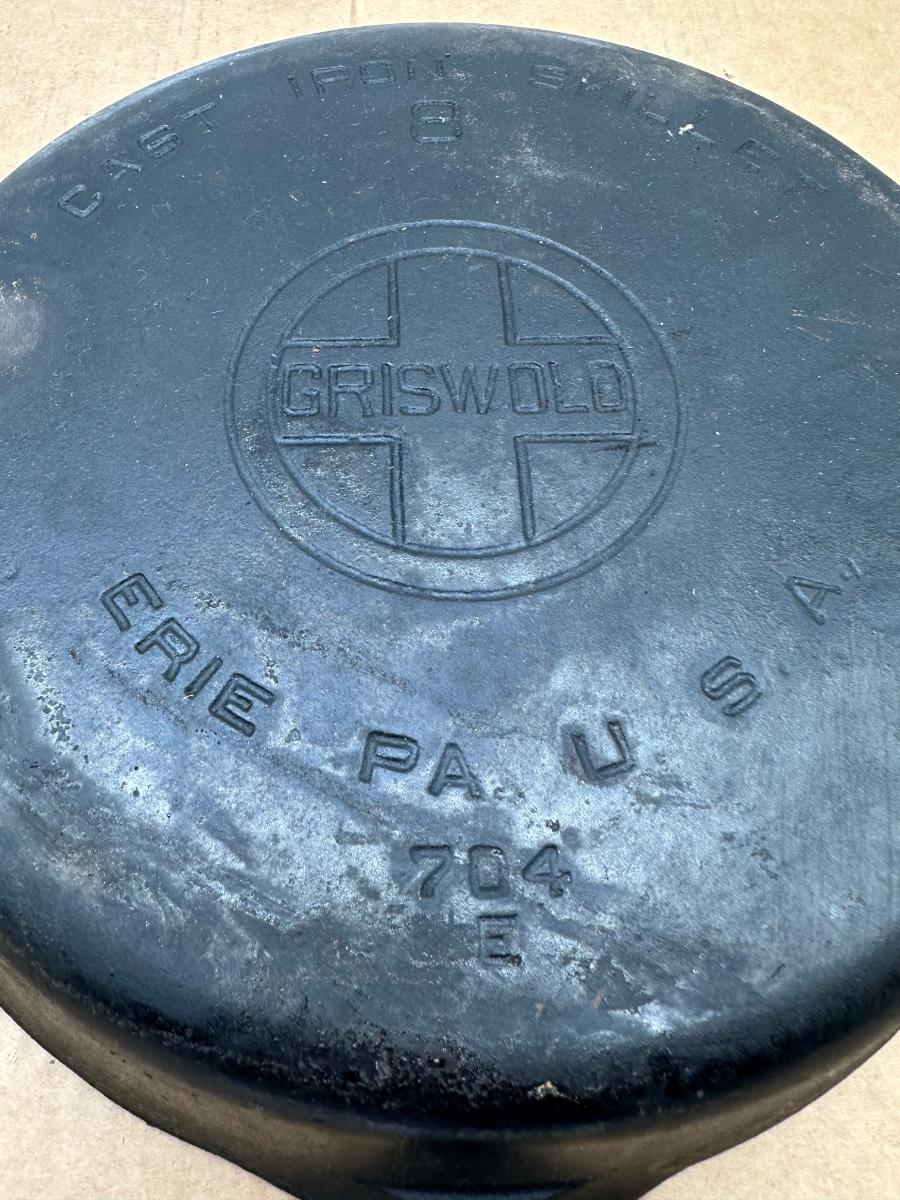 CAST IRON SKILLET
8
GRISWOLD
ERIE PA. U.S.A.
704
E